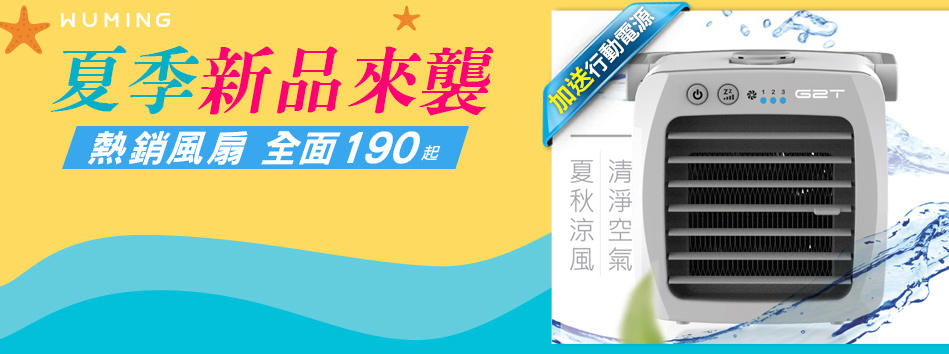 WUMING
夏季新品來襲
熱銷風扇 全面190起
加送行動電源
ZZ
1 2 3
G2T
清淨空氣
夏秋涼風